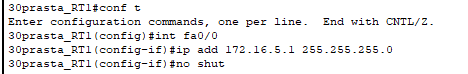 30prasta_RT1#conf t
Enter configuration commands, one per line.  End with CNTL/Z.
30prasta_RT1(config)#int fa0/0
30prasta_RT1(config-if)#ip add 172.16.5.1 255.255.255.0
30prasta_RT1(config-if)#no shut